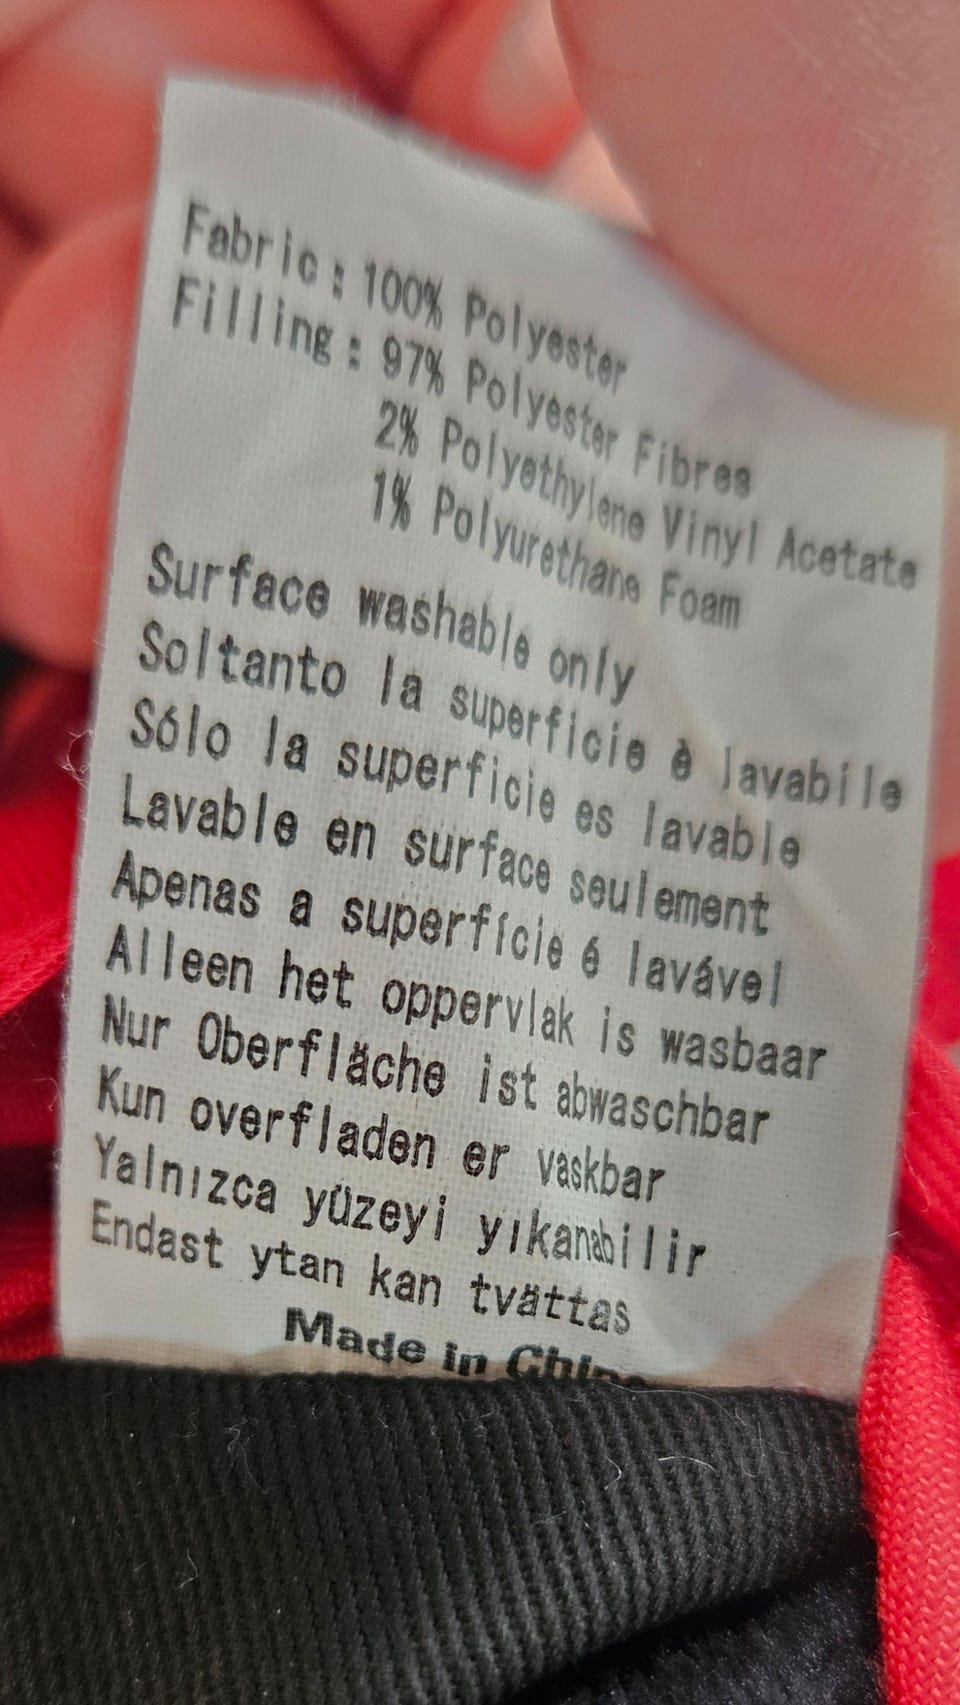 Fabric : 100% Polyester
Filling : 97% Polyester Fibres
2% Polyethylene Vinyl Acetate
1% Polyurethane Foam
Surface washable only
Soltanto la superficie è lavabile
Sólo la superficie es lavable
Lavable en surface seulement
Apenas a superfície é lavável
Alleen het oppervlak is wasbaar
Nur Oberfläche ist abwaschbar
Kun overfladen er vaskbar
Yalnızca yüzeyi yıkanabilir
Endast ytan kan tvättas
Made in China